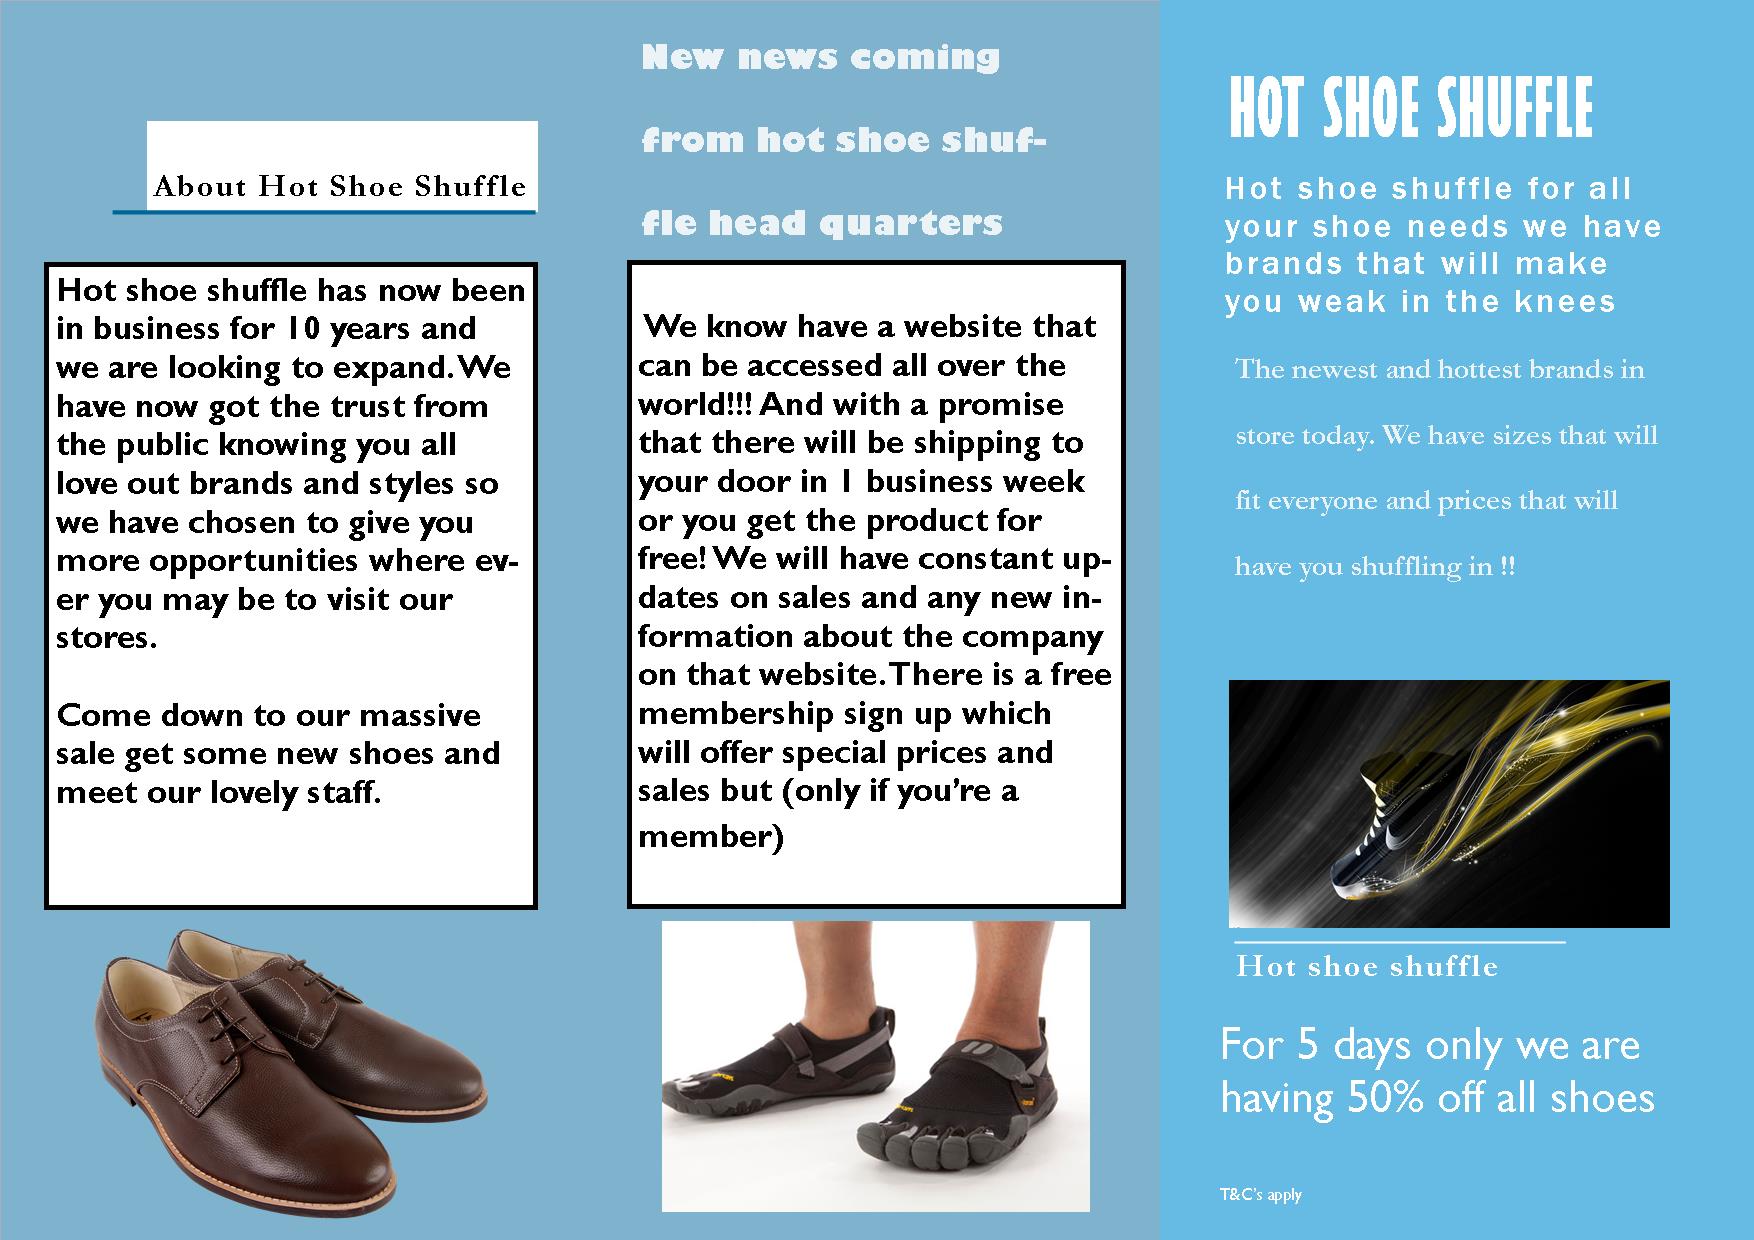 About Hot Shoe Shuffle
Hot shoe shuffle has now been
in business for 10 years and
we are looking to expand. We
have now got the trust from
the public knowing you all
love out brands and styles so
we have chosen to give you
more opportunities where ev-
er you may be to visit our
stores.
Come down to our massive
sale get some new shoes and
meet our lovely staff.
New news coming
from hot shoe shuf-
fle head quarters
We know have a website that
can be accessed all over the
world!!! And with a promise
that there will be shipping to
your door in 1 business week
or you get the product for
free! We will have constant up-
dates on sales and any new in-
formation about the company
on that website. There is a free
membership sign up which
will offer special prices and
sales but (only if you’re a
member)
HOT SHOE SHUFFLE
Hot shoe shuffle for all
your shoe needs we have
brands that will make
you weak in the knees
The newest and hottest brands in
store today. We have sizes that will
fit everyone and prices that will
have you shuffling in !!
Hot shoe shuffle
For 5 days only we are
having 50% off all shoes
T&C’s apply